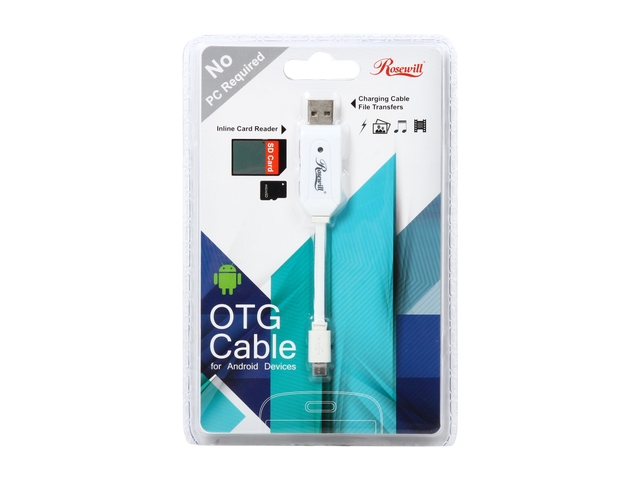 No
PC Required
Rosewill
Charging Cable
File Transfers
Inline Card Reader
SD Card
Rosewill
OTG
Cable
for Android Devices